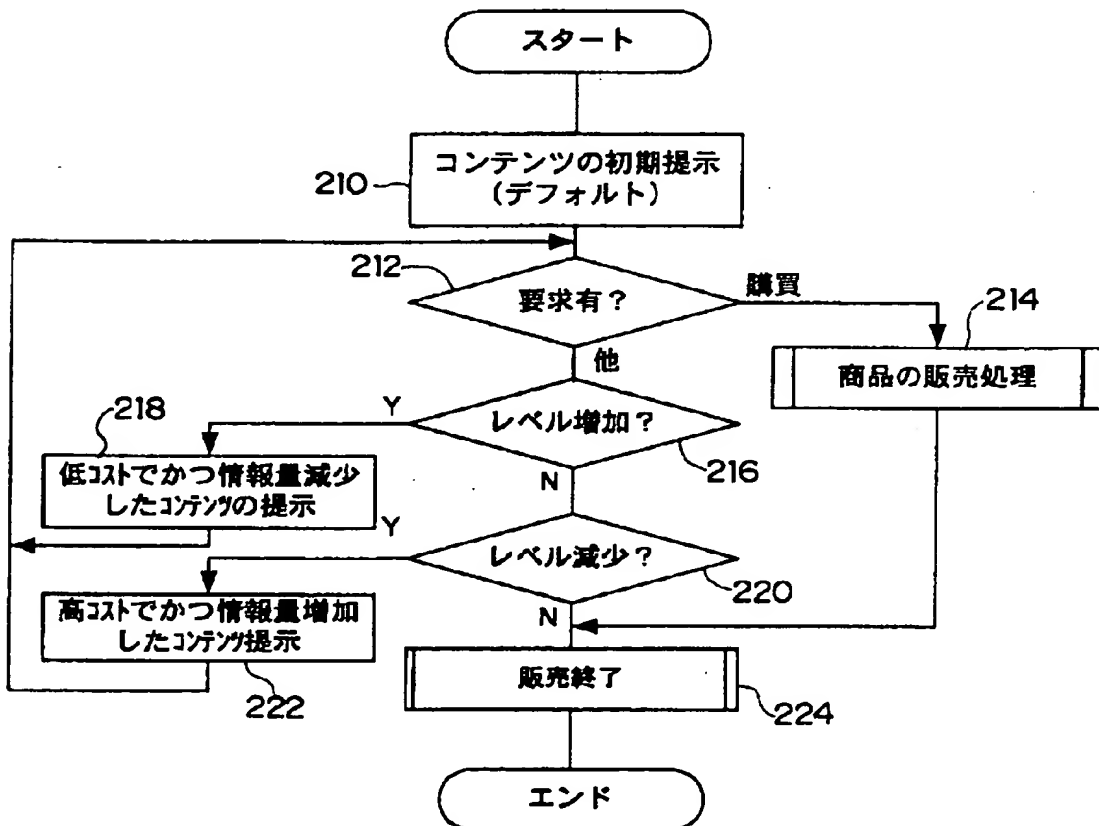 スタート
コンテンツの初期提示
(デフォルト)
210
212
要求有？
購買
214
商品の販売処理
他
レベル増加？
Y
216
218
低コストでかつ情報量減少
したコンテンツの提示
N
レベル減少？
Y
220
高コストでかつ情報量増加
したコンテンツ提示
222
N
販売終了
224
エンド